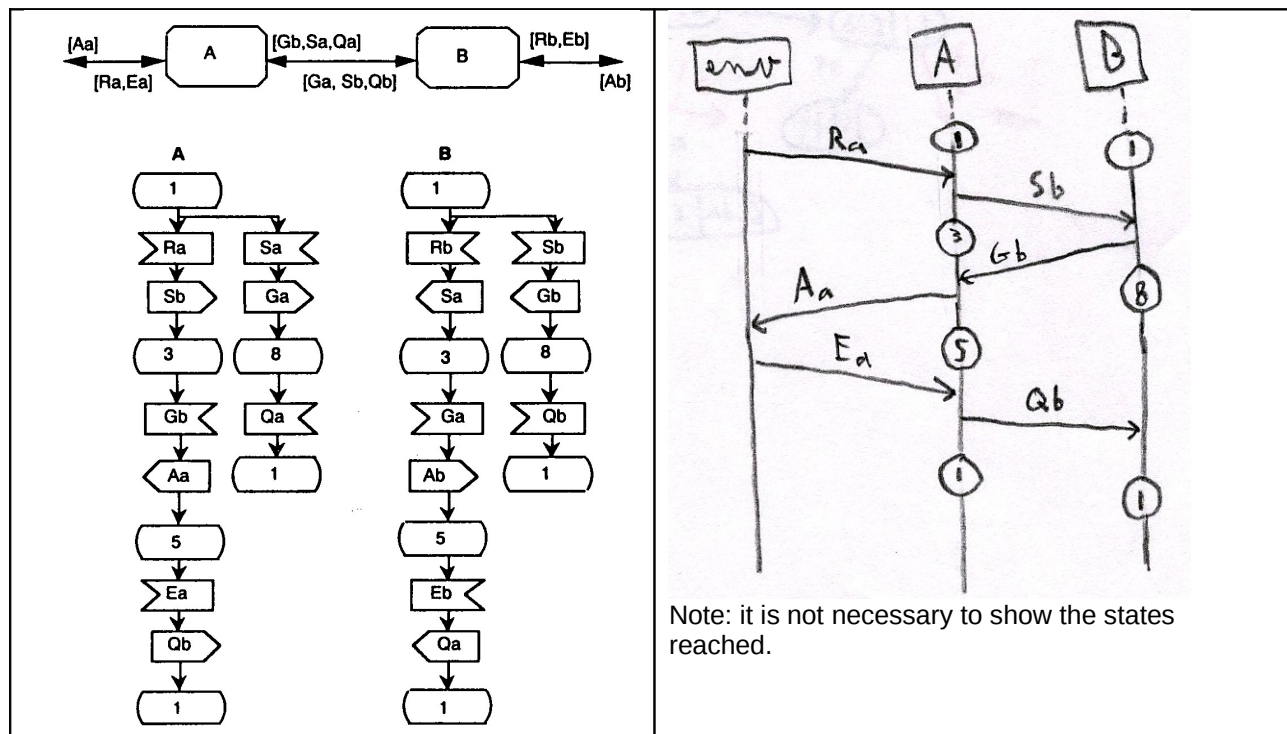 [Aa]
[Ra,Ea]
A
[Gb,Sa,Qa]
[Ga, Sb,Qb]
B
[Rb,Eb]
[Ab]
A
1
Ra Sa
Sb Ga
3 8
Gb Qa
Aa 1
5
Ea
Qb
1
B
1
Rb Sb
Sa Gb
3 8
Ga Qb
Ab 1
5
Eb
Qa
1
env A B
1 1
Ra
Sb
3
Gb
8
Aa
5
Ea
Qb
1
1
Note: it is not necessary to show the states
reached.